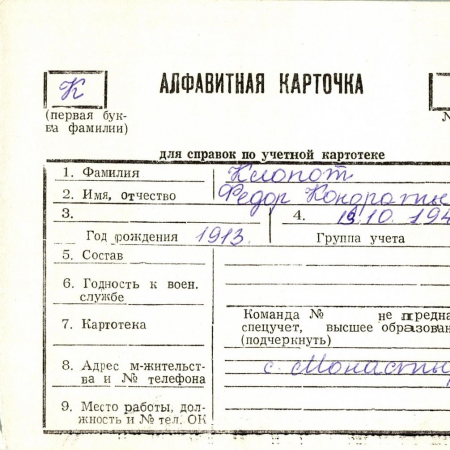 К
АЛФАВИТНАЯ КАРТОЧКА
(первая бук-
ва фамилии)
для справок по учетной картотеке
1. Фамилия Клопот
2. Имя, отчество Федор Кондратье
3. 4. 19 10. 194
Год рождения 1913. Группа учета
5. Состав
6. Годность к воен.
службе
Команда № не предна
7. Картотека спецучет, высшее образован
(подчеркнуть)
8. Адрес м-жительст-
ва и № телефона с. Монасты
9. Место работы, дол-
жность и № тел. ОК